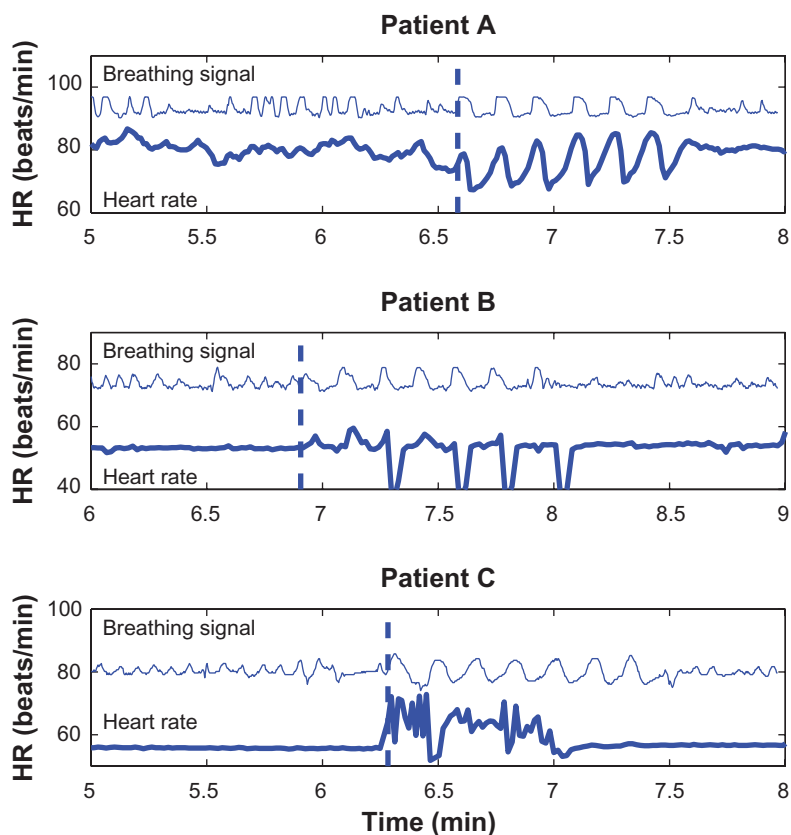 Patient A
HR (beats/min)
100
80
60
Breathing signal
Heart rate
5 5.5 6 6.5 7 7.5 8
Patient B
HR (beats/min)
80
60
40
Breathing signal
Heart rate
6 6.5 7 7.5 8 8.5 9
Patient C
HR (beats/min)
100
80
60
Breathing signal
Heart rate
5 5.5 6 6.5 7 7.5 8
Time (min)